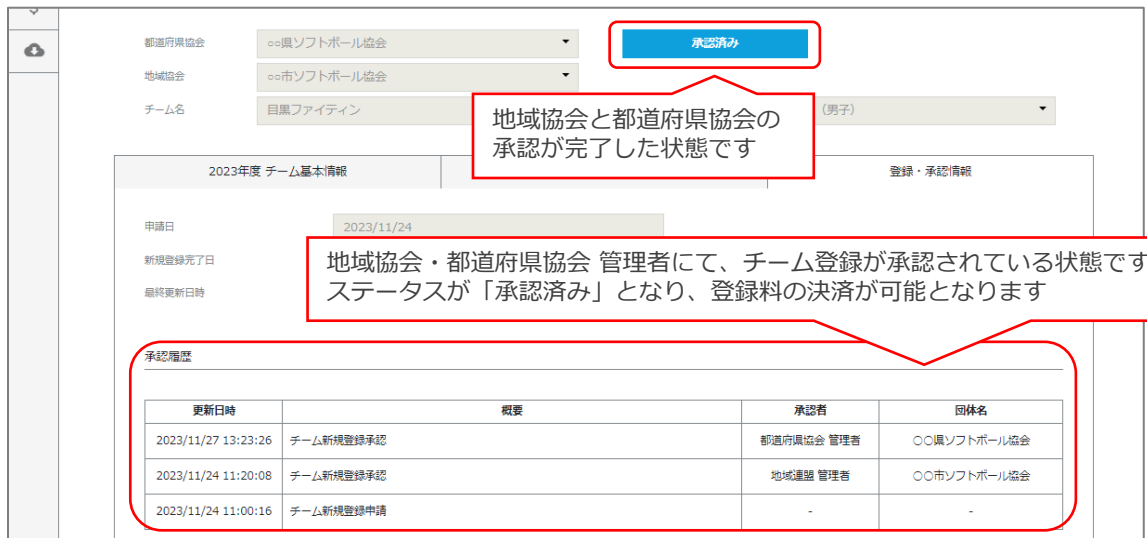 都道府県協会 ○○県ソフトボール協会 承認済み
地域協会 ○○市ソフトボール協会
チーム名 目黒ファイティン (男子)
地域協会と都道府県協会の
承認が完了した状態です
2023年度 チーム基本情報 登録・承認情報
申請日 2023/11/24
新規登録完了日
最終更新日時
地域協会・都道府県協会 管理者にて、チーム登録が承認されている状態です
ステータスが「承認済み」となり、登録料の決済が可能となります
承認履歴
更新日時 概要 承認者 団体名
2023/11/27 13:23:26 チーム新規登録承認 都道府県協会 管理者 〇〇県ソフトボール協会
2023/11/24 11:20:08 チーム新規登録承認 地域連盟 管理者 〇〇市ソフトボール協会
2023/11/24 11:00:16 チーム新規登録申請 - -